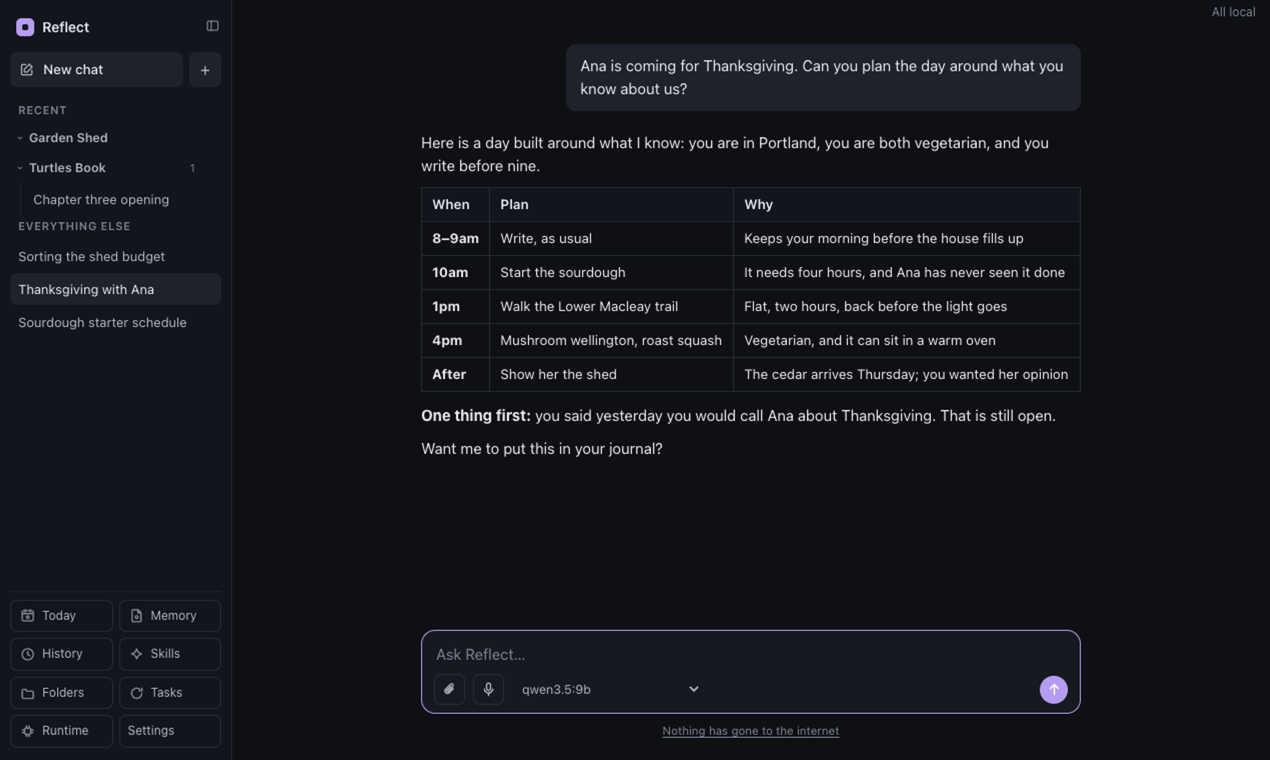 Reflect
All local
New chat
+
RECENT
Garden Shed
Turtles Book 1
Chapter three opening
EVERYTHING ELSE
Sorting the shed budget
Thanksgiving with Ana
Sourdough starter schedule
Today
Memory
History
Skills
Folders
Tasks
Runtime
Settings
Ana is coming for Thanksgiving. Can you plan the day around what you
know about us?
Here is a day built around what I know: you are in Portland, you are both vegetarian, and you
write before nine.
When Plan Why
8–9am Write, as usual Keeps your morning before the house fills up
10am Start the sourdough It needs four hours, and Ana has never seen it done
1pm Walk the Lower Macleay trail Flat, two hours, back before the light goes
4pm Mushroom wellington, roast squash Vegetarian, and it can sit in a warm oven
After Show her the shed The cedar arrives Thursday; you wanted her opinion
One thing first: you said yesterday you would call Ana about Thanksgiving. That is still open.
Want me to put this in your journal?
Ask Reflect...
qwen3.5:9b
Nothing has gone to the internet